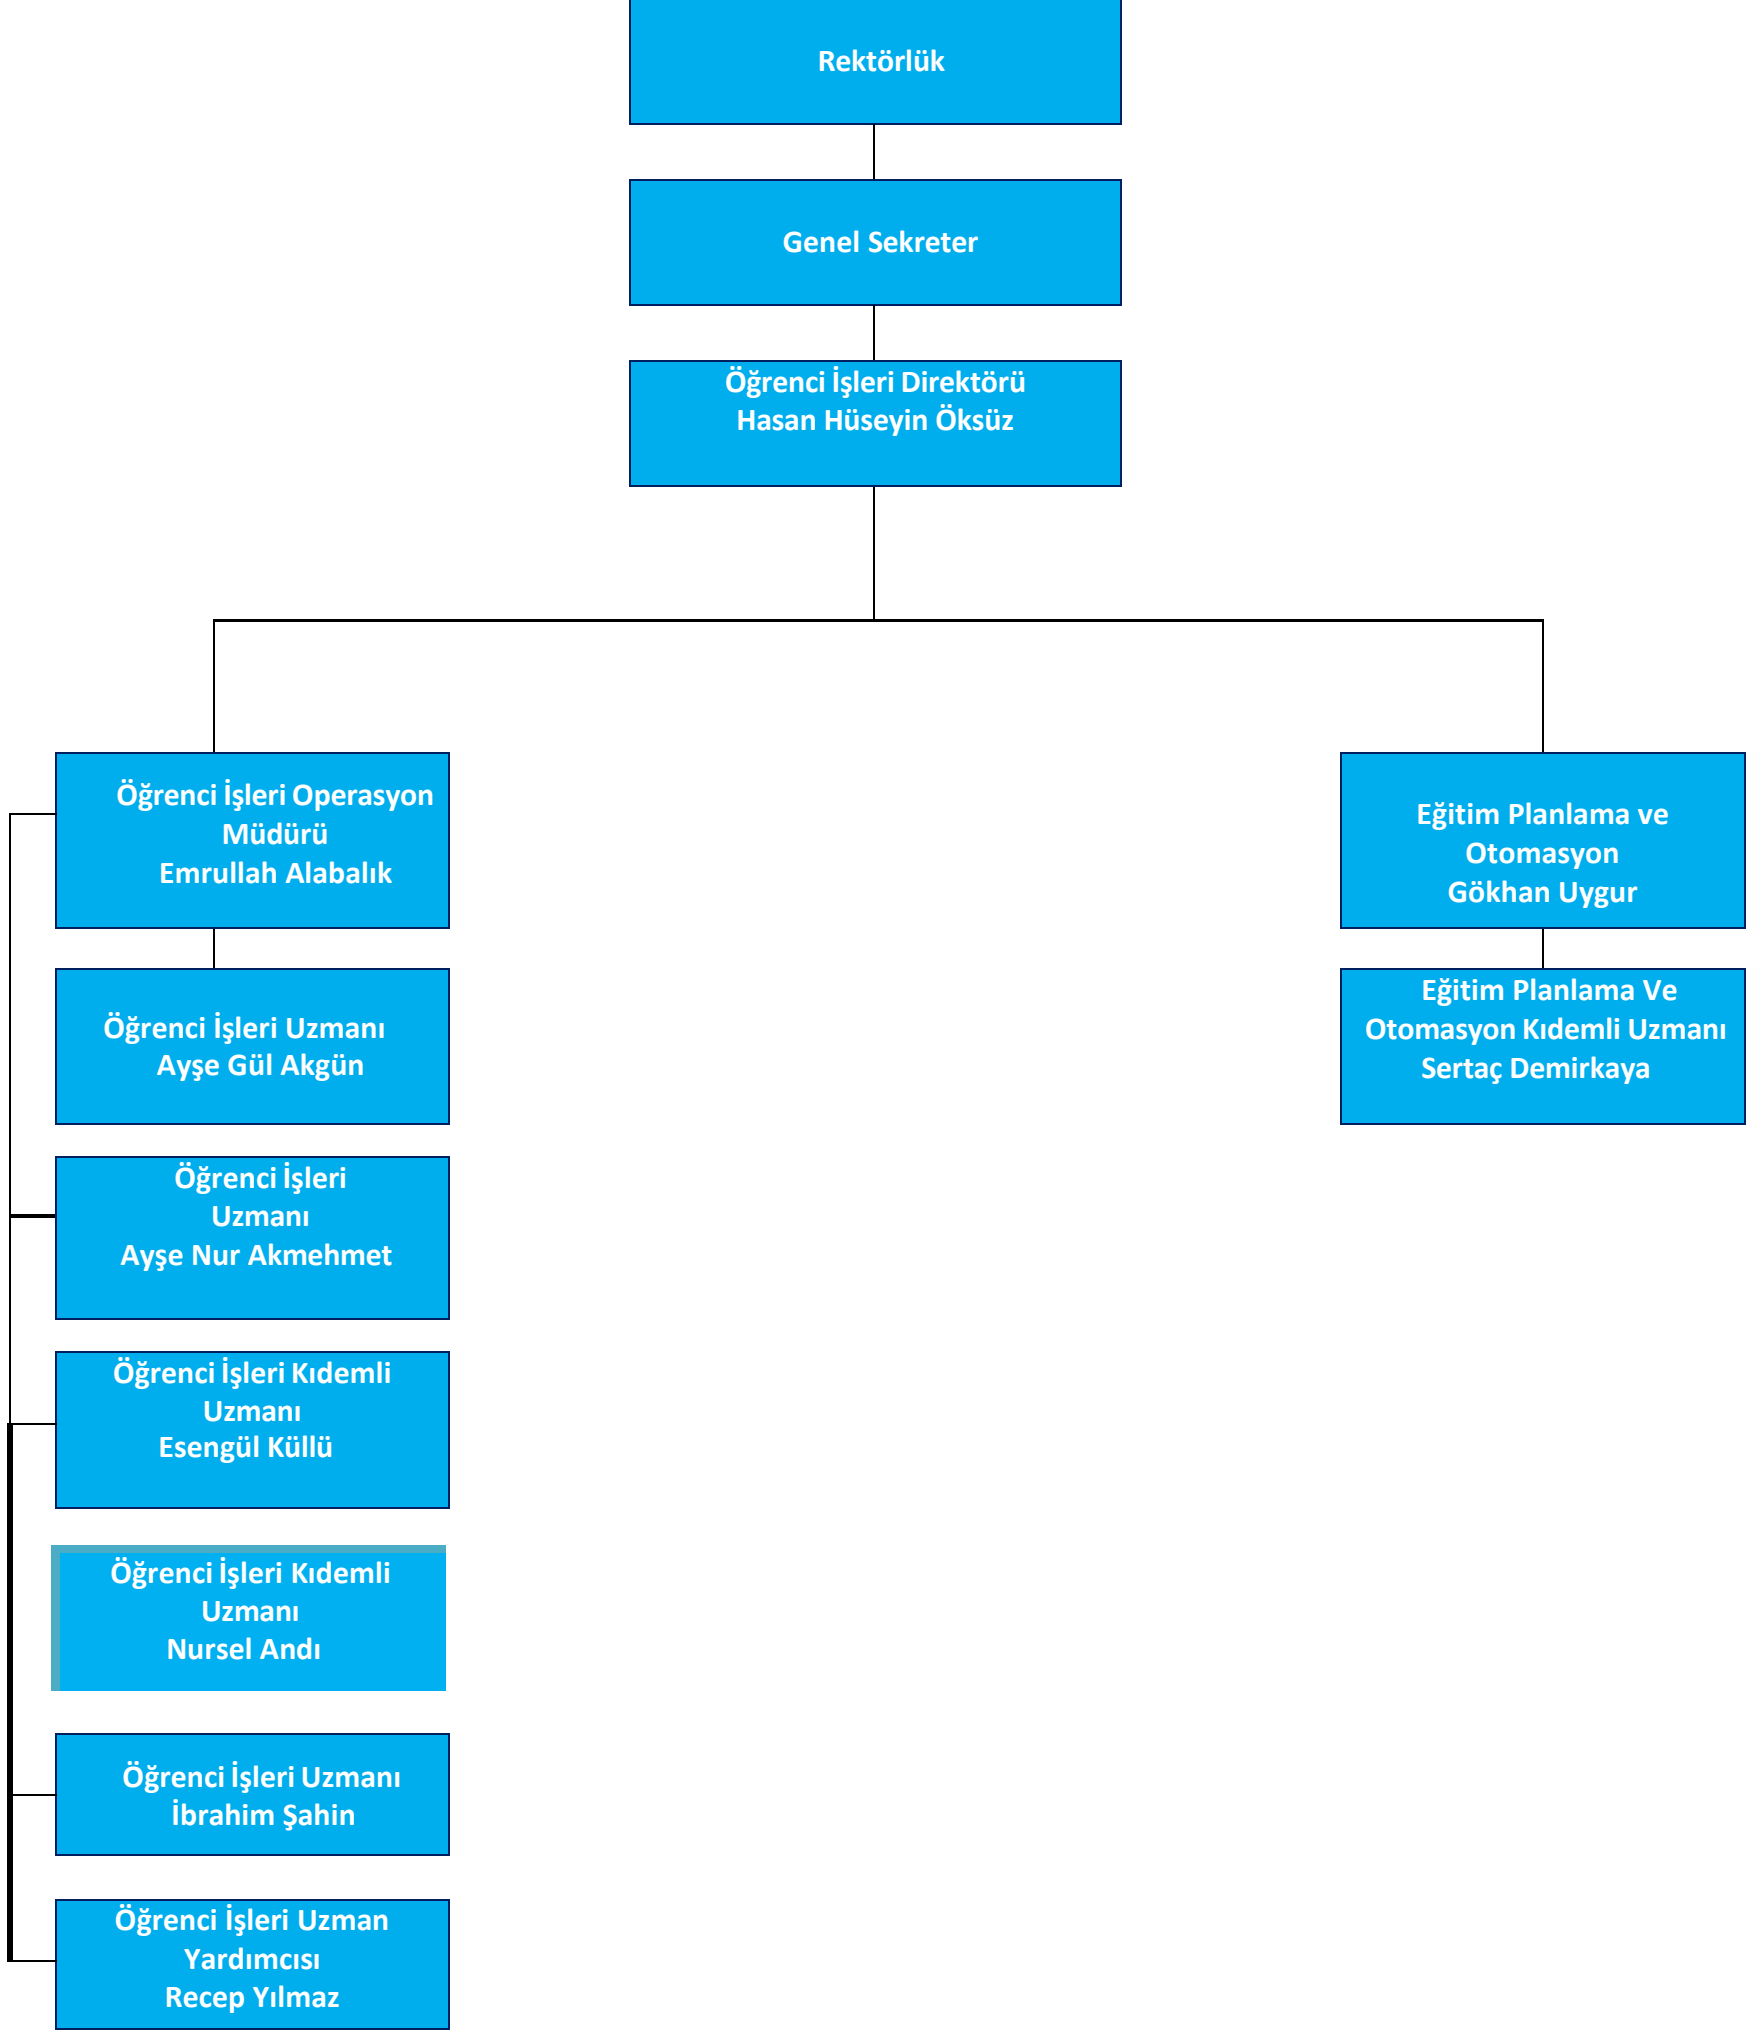 Rektörlük
Genel Sekreter
Öğrenci İşleri Direktörü
Hasan Hüseyin Öksüz
Öğrenci İşleri Operasyon
Müdürü
Emrullah Alabalık
Eğitim Planlama ve
Otomasyon
Gökhan Uygur
Öğrenci İşleri Uzmanı
Ayşe Gül Akgün
Eğitim Planlama Ve
Otomasyon Kıdemli Uzmanı
Sertaç Demirkaya
Öğrenci İşleri
Uzmanı
Ayşe Nur Akmehmet
Öğrenci İşleri Kıdemli
Uzmanı
Esengül Küllü
Öğrenci İşleri Kıdemli
Uzmanı
Nursel Andı
Öğrenci İşleri Uzmanı
İbrahim Şahin
Öğrenci İşleri Uzman
Yardımcısı
Recep Yılmaz